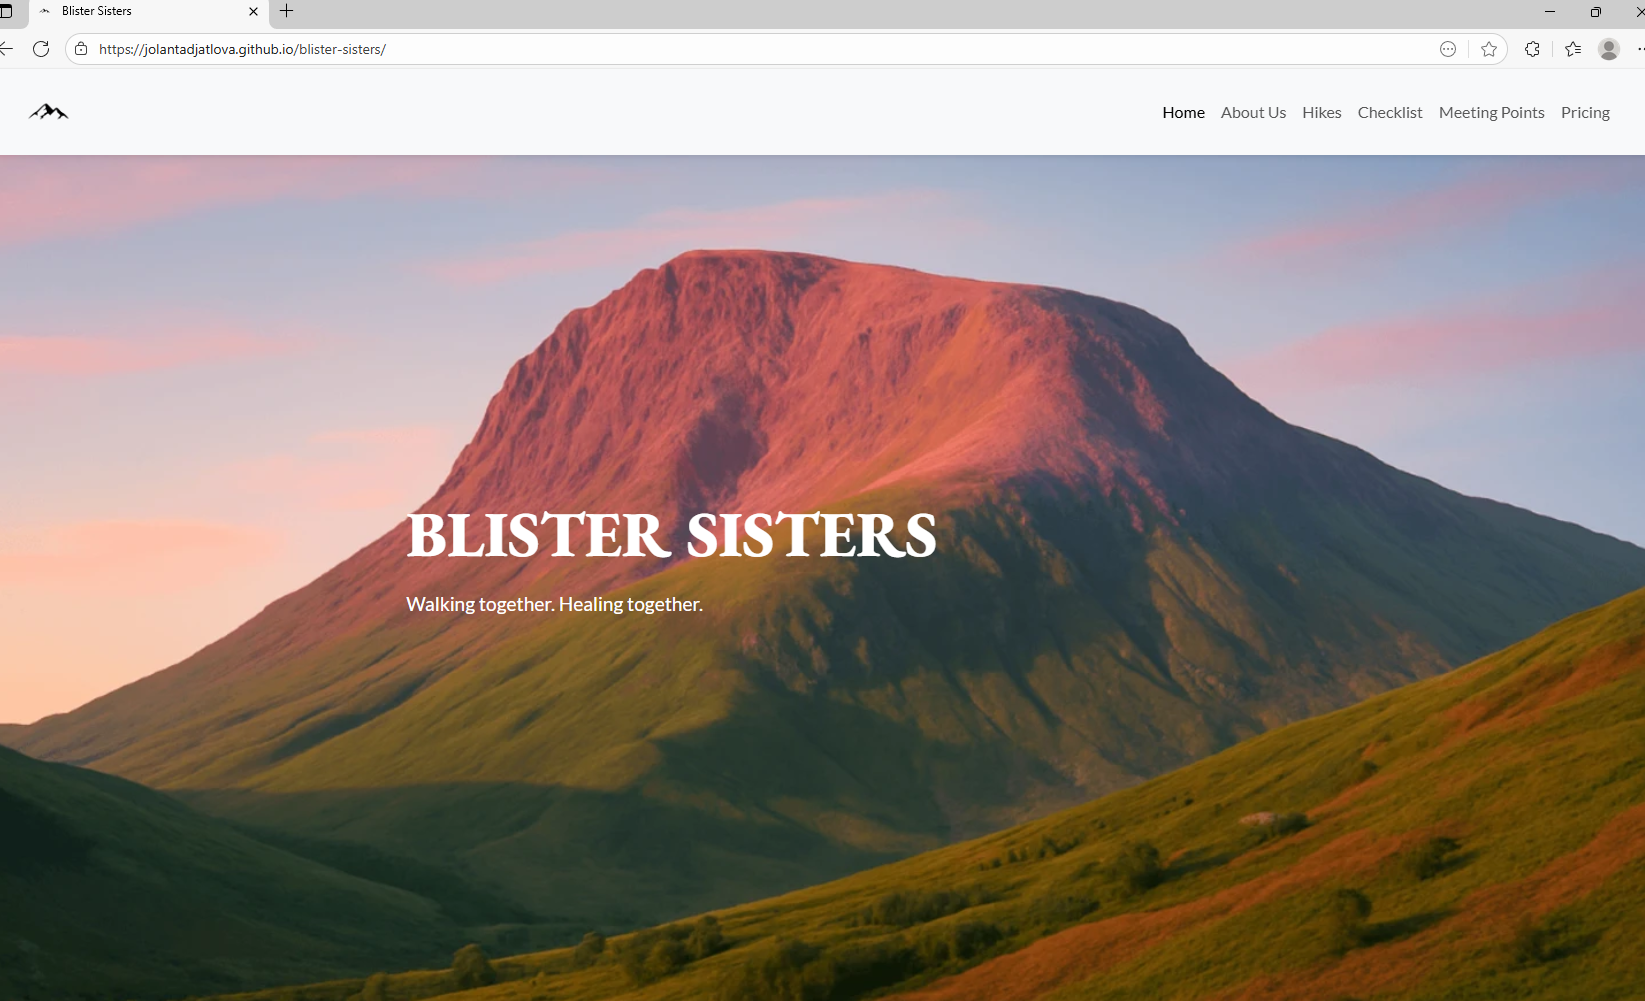 Blister Sisters
https://jolantadjatlova.github.io/blister-sisters/
Home About Us Hikes Checklist Meeting Points Pricing
BLISTER SISTERS
Walking together. Healing together.